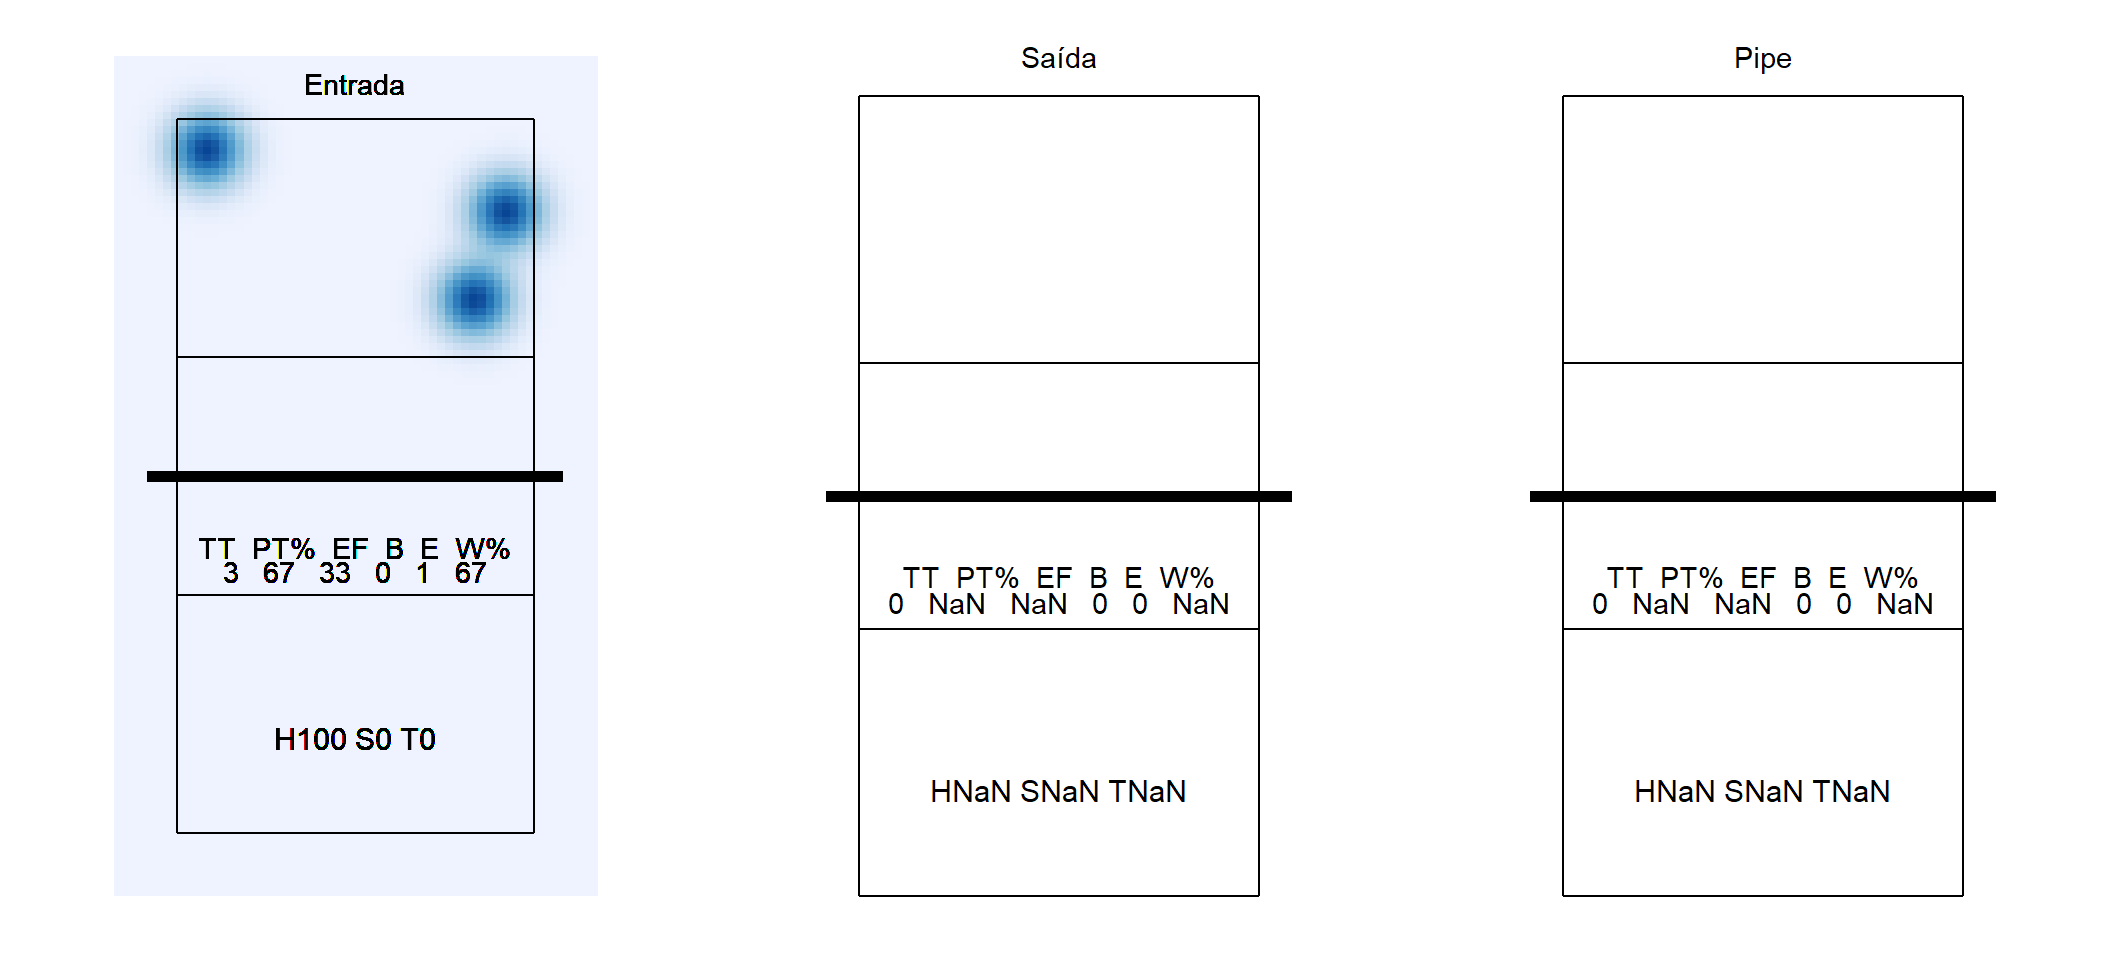 Entrada
TT PT% EF B E W%
3 67 33 0 1 67
H100 S0 T0
Saída
TT PT% EF B E W%
0 NaN NaN 0 0 NaN
HNaN SNaN TNaN
Pipe
TT PT% EF B E W%
0 NaN NaN 0 0 NaN
HNaN SNaN TNaN